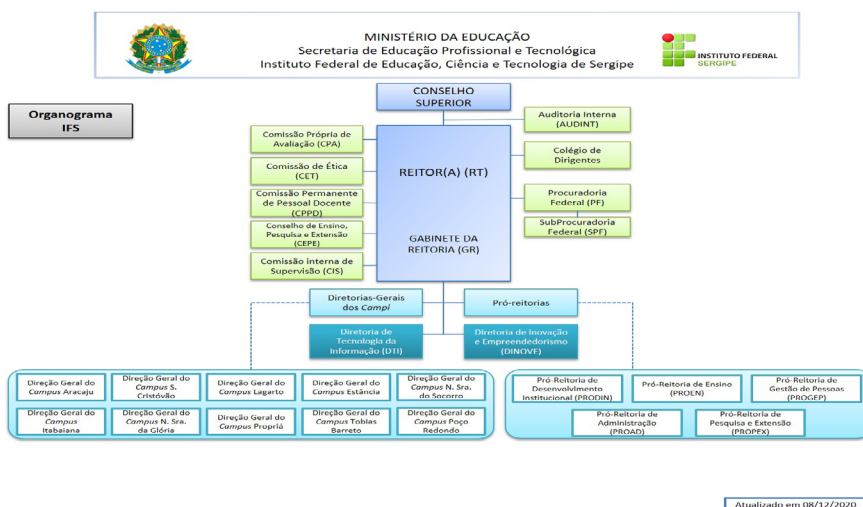 MINISTÉRIO DA EDUCAÇÃO
Secretaria de Educação Profissional e Tecnológica
Instituto Federal de Educação, Ciência e Tecnologia de Sergipe
INSTITUTO FEDERAL
SERGIPE
Organograma
IFS
CONSELHO
SUPERIOR
Auditoria Interna
(AUDINT)
Comissão Própria de
Avaliação (CPA)
Colégio de
Dirigentes
Comissão de Ética
(CET)
REITOR(A) (RT)
Comissão Permanente
de Pessoal Docente
(CPPD)
Procuradoria
Federal (PF)
SubProcuradoria
Federal (SPF)
Conselho de Ensino,
Pesquisa e Extensão
(CEPE)
GABINETE DA
REITORIA (GR)
Comissão interna de
Supervisão (CIS)
Diretorias-Gerais
dos Campi
Pró-reitorias
Diretoria de
Tecnologia da
Informação (DTI)
Diretoria de Inovação
e Empreendedorismo
(DINOVE)
Direção Geral do
Campus Aracaju
Direção Geral do
Campus S.
Cristóvão
Direção Geral do
Campus Lagarto
Direção Geral do
Campus Estância
Direção Geral do
Campus N. Sra.
do Socorro
Direção Geral do
Campus
Itabaiana
Direção Geral do
Campus N. Sra.
da Glória
Direção Geral do
Campus Propriá
Direção Geral do
Campus Tobias
Barreto
Direção Geral do
Campus Poço
Redondo
Pró-Reitoria de
Desenvolvimento
Institucional (PRODIN)
Pró-Reitoria de Ensino
(PROEN)
Pró-Reitoria de
Gestão de Pessoas
(PROGEP)
Pró-Reitoria de
Administração
(PROAD)
Pró-Reitoria de
Pesquisa e Extensão
(PROPEX)
Atualizado em 08/12/2020